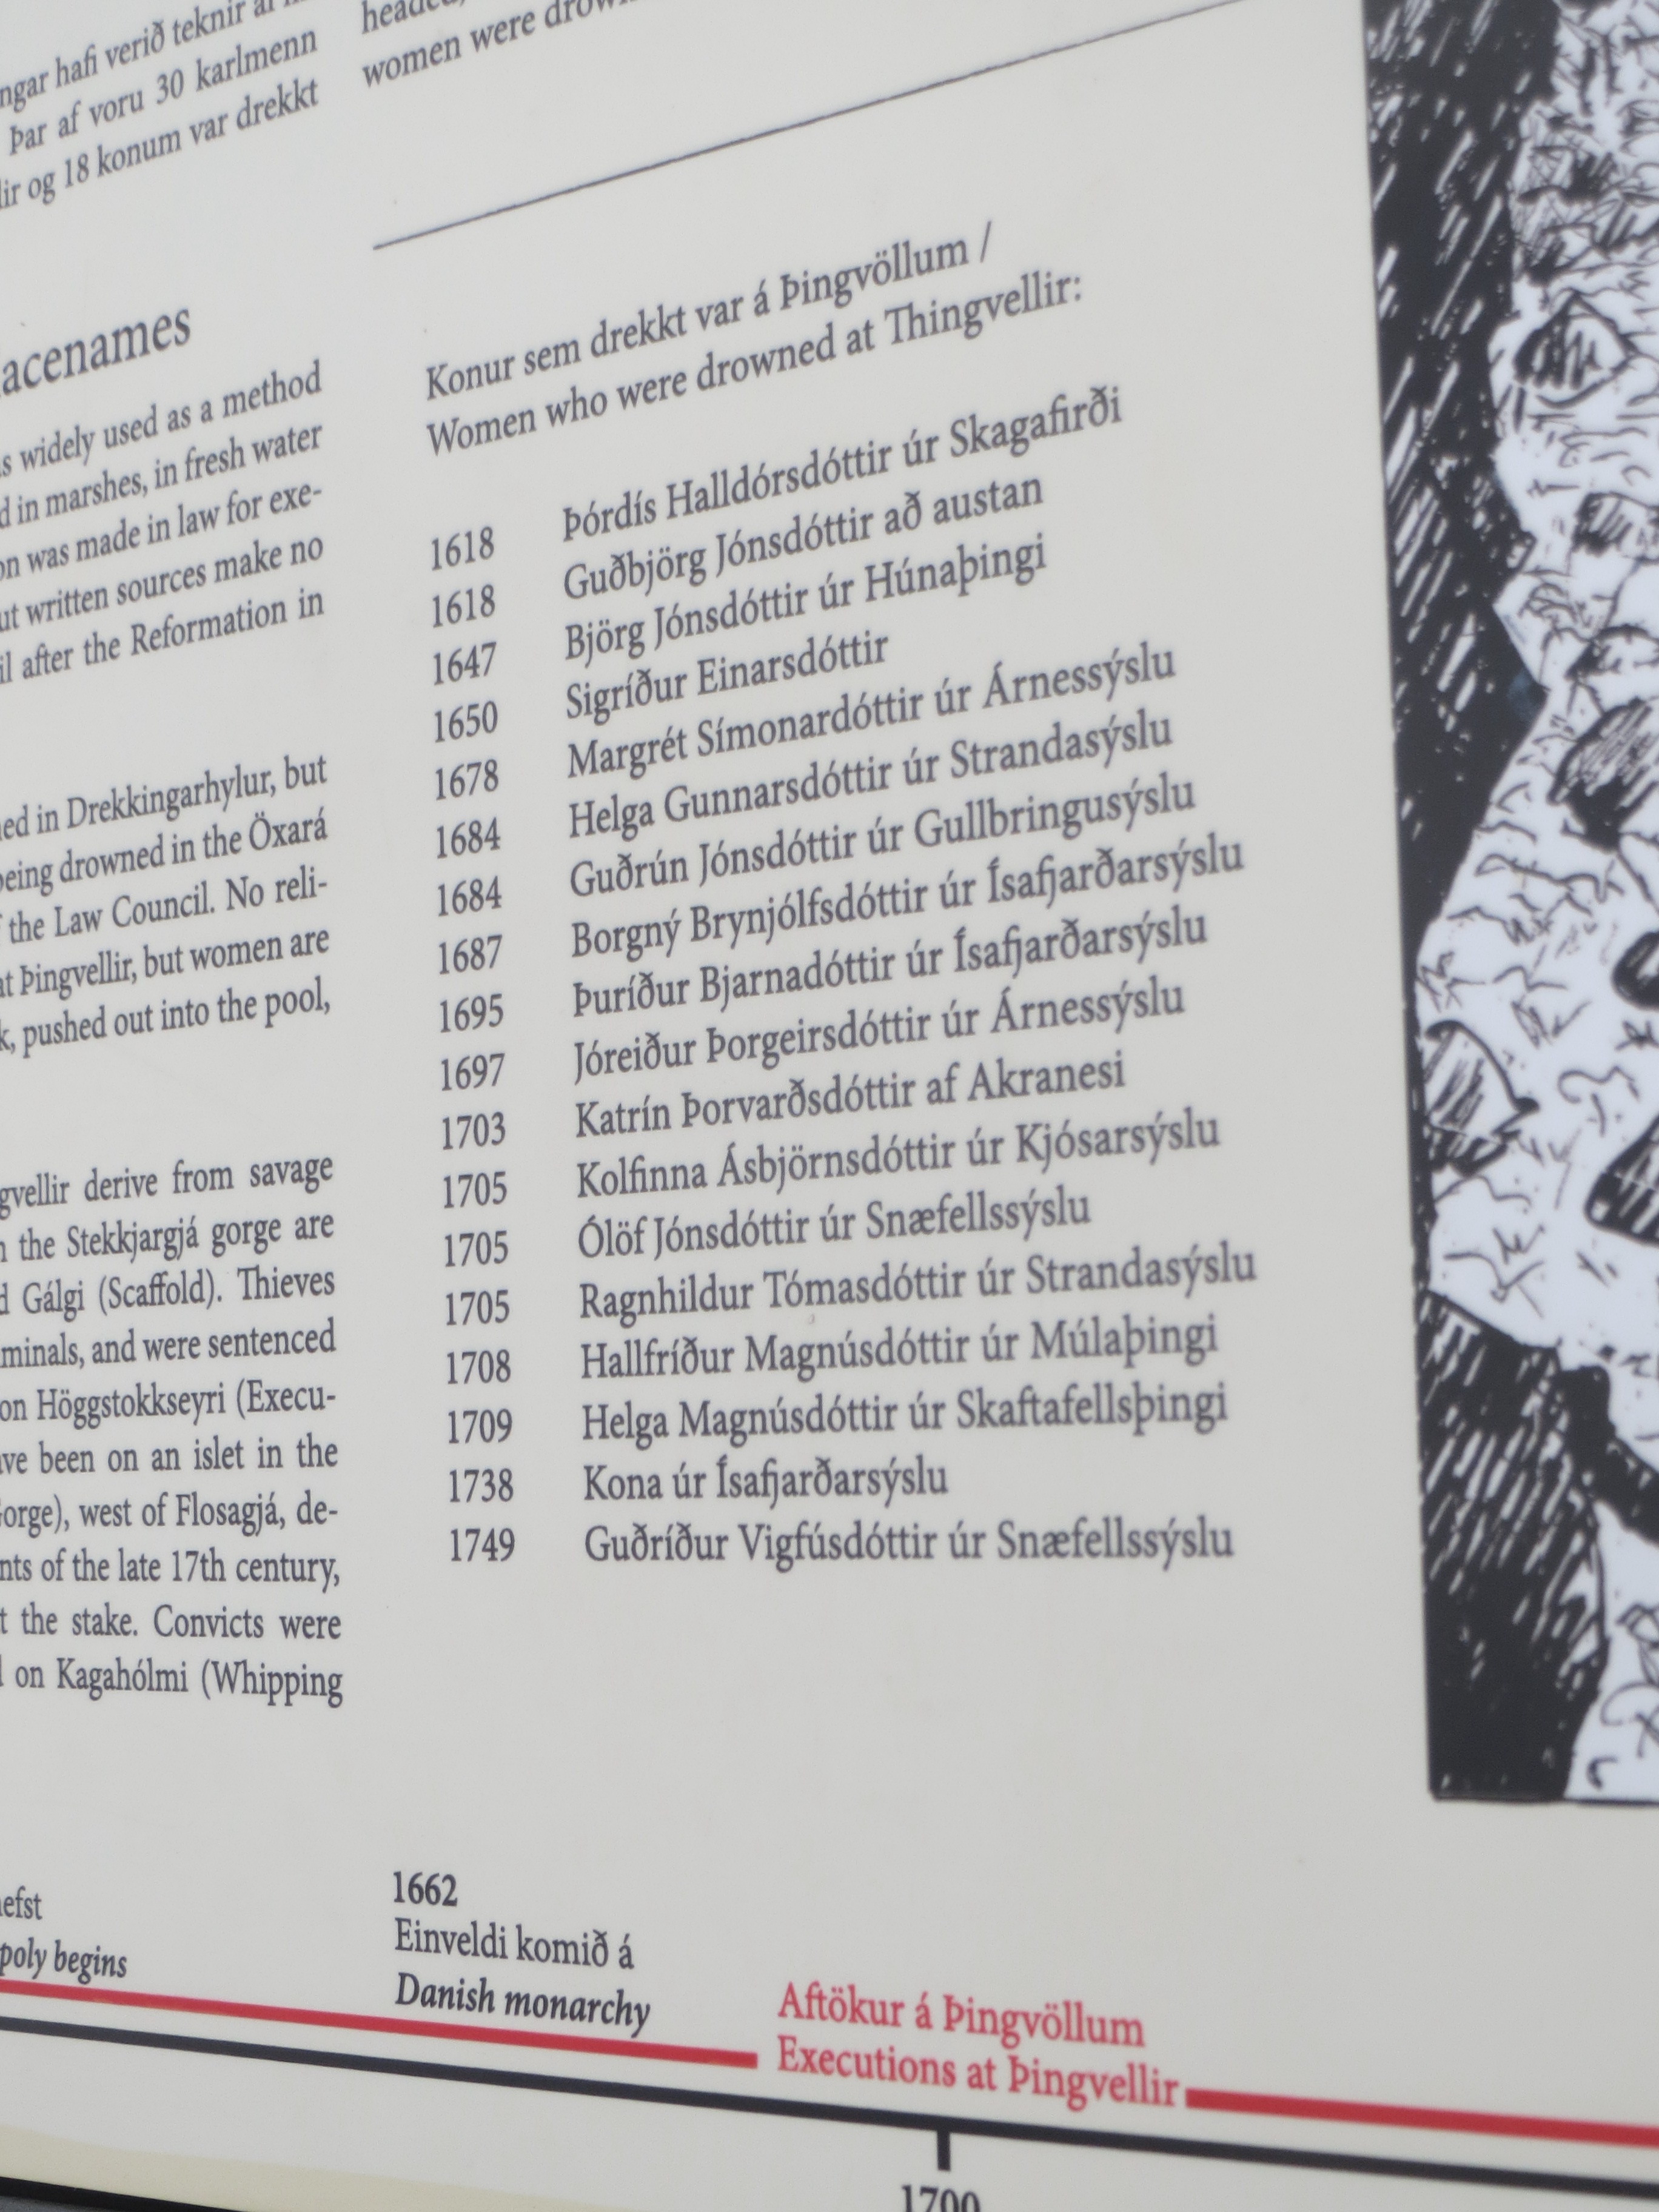 ngar hafi verið teknir af
Þar af voru 30 karlmenn
og 18 konum var drekkt
women were
acenames
widely used as a method
in marshes, in fresh water
was made in law for exe-
written sources make no
after the Reformation in
in Drekkingarhylur, but
being drowned in the Öxará
the Law Council. No reli-
at Þingvellir, but women are
pushed out into the pool,
gvellir derive from savage
the Stekkjargjá gorge are
Gálgi (Scaffold). Thieves
minals, and were sentenced
on Höggstokkseyri (Execu-
ve been on an islet in the
orge), west of Flosagjá, de-
nts of the late 17th century,
the stake. Convicts were
on Kagahólmi (Whipping
Konur sem drekkt var á Þingvöllum /
Women who were drowned at Thingvellir:
1618 Þórdís Halldórsdóttir úr Skagafirði
1618 Guðbjörg Jónsdóttir að austan
1647 Björg Jónsdóttir úr Húnaþingi
1650 Sigríður Einarsdóttir
1678 Margrét Símonardóttir úr Árnessýslu
1684 Helga Gunnarsdóttir úr Strandasýslu
1684 Guðrún Jónsdóttir úr Gullbringusýslu
1687 Borgný Brynjólfsdóttir úr Ísafjarðarsýslu
1695 Þuríður Bjarnadóttir úr Ísafjarðarsýslu
1697 Jóreiður Þorgeirsdóttir úr Árnessýslu
1703 Katrín Þorvarðsdóttir af Akranesi
1705 Kolfinna Ásbjörnsdóttir úr Kjósarsýslu
1705 Ólöf Jónsdóttir úr Snæfellssýslu
1705 Ragnhildur Tómasdóttir úr Strandasýslu
1708 Hallfríður Magnúsdóttir úr Múlaþingi
1709 Helga Magnúsdóttir úr Skaftafellsþingi
1738 Kona úr Ísafjarðarsýslu
1749 Guðríður Vigfúsdóttir úr Snæfellssýslu
efst
poly begins
1662
Einveldi komið á
Danish monarchy
Aftökur á Þingvöllum
Executions at Þingvellir
1700